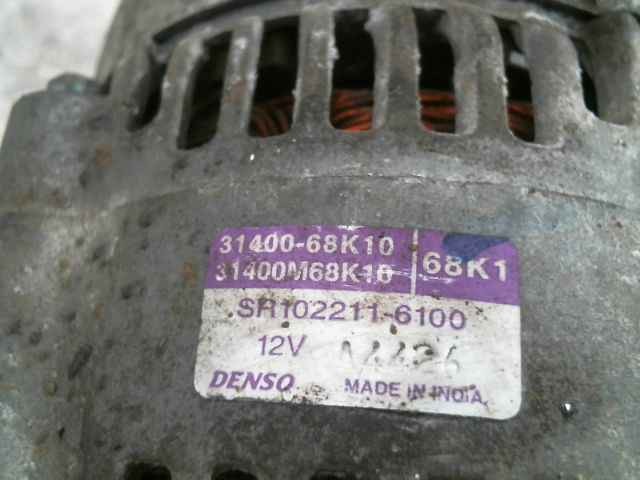 31400-68K10
31400M68K10
68K1
SR102211-6100
12V
DENSO
MADE IN INDIA